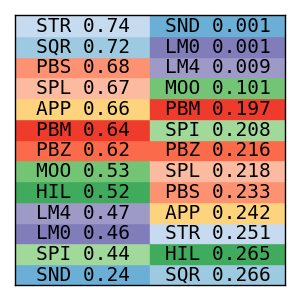 STR 0.74 SND 0.001
SQR 0.72 LM0 0.001
PBS 0.68 LM4 0.009
SPL 0.67 MOO 0.101
APP 0.66 PBM 0.197
PBM 0.64 SPI 0.208
PBZ 0.62 PBZ 0.216
MOO 0.53 SPL 0.218
HIL 0.52 PBS 0.233
LM4 0.47 APP 0.242
LM0 0.46 STR 0.251
SPI 0.44 HIL 0.265
SND 0.24 SQR 0.266